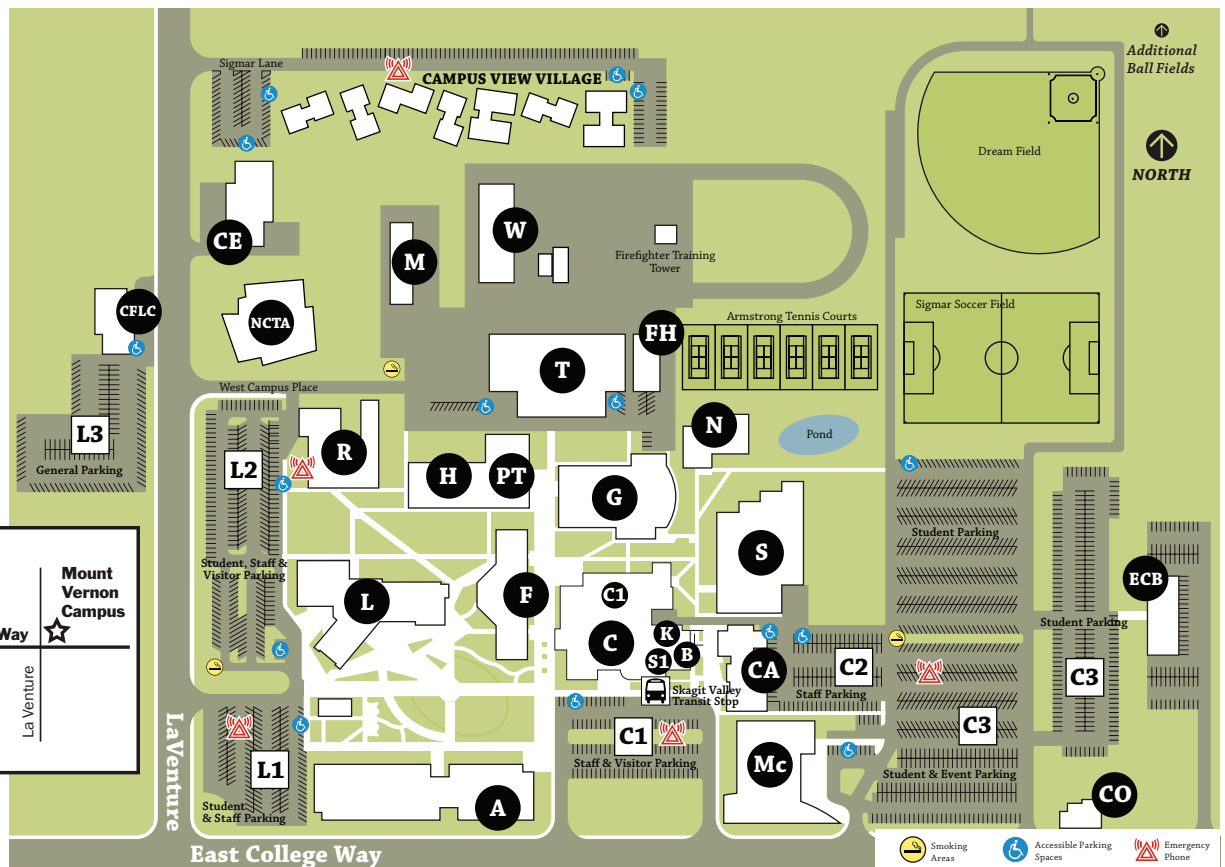 Additional
Ball Fields
Sigmar Lane
CAMPUS VIEW VILLAGE
Dream Field
NORTH
CE
M
W
Firefighter Training
Tower
CFLC
NCTA
FH
Armstrong Tennis Courts
Sigmar Soccer Field
T
West Campus Place
L3
General Parking
L2
R
H
PT
N
Pond
G
Student Parking
S
Student, Staff &
Visitor Parking
L
F
C1
ECB
Student Parking
Mount
Vernon
Campus
Way
La Venture
C
K
S1
B
CA
C2
Staff Parking
C3
Skagit Valley
Transit Stop
LaVenture
L1
Student
& Staff Parking
C1
Staff & Visitor Parking
Mc
C3
Student & Event Parking
A
CO
East College Way
Smoking
Areas
Accessible Parking
Spaces
Emergency
Phone